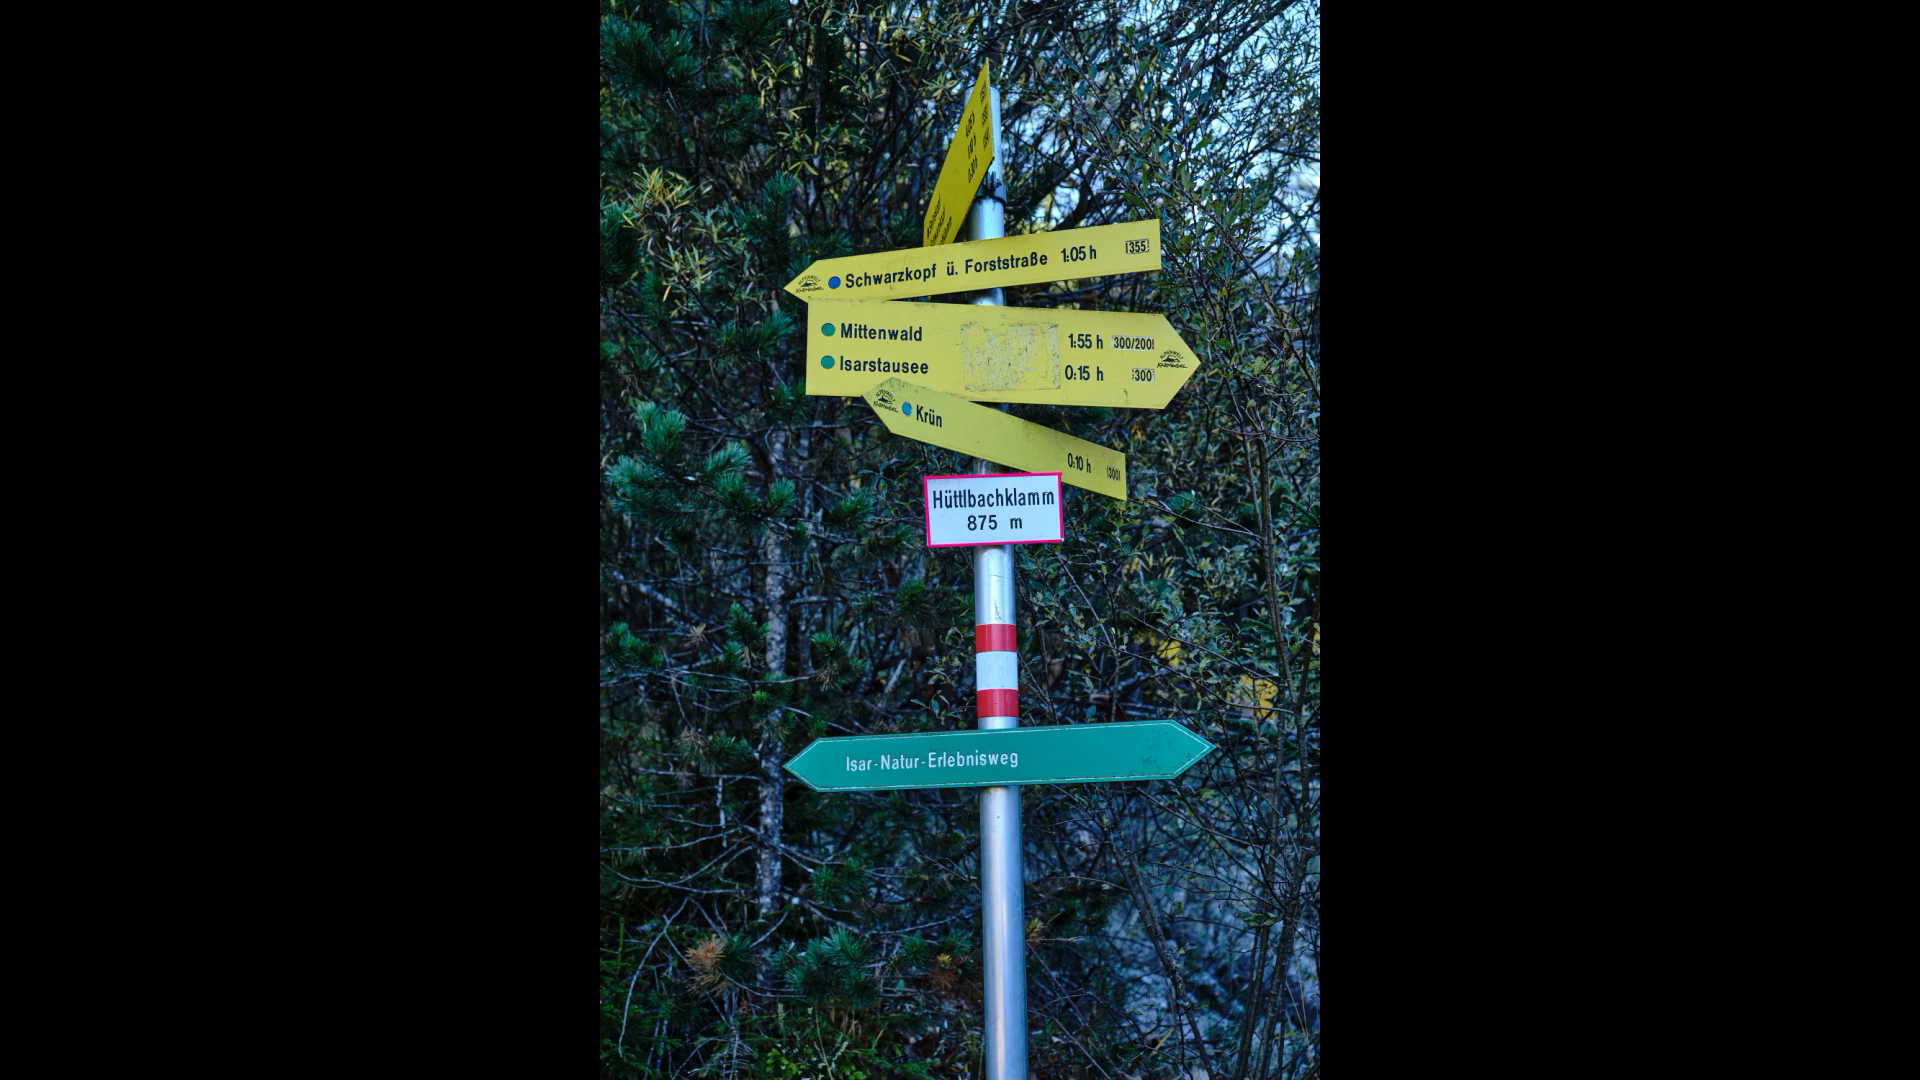 Schwarzkopf ü. Forststraße 1:05 h 355
Mittenwald 1:55 h 300/200
Isarstausee 0:15 h 300
Krün
0:10 h 300
Hüttlbachklamm
875 m
Isar-Natur-Erlebnisweg